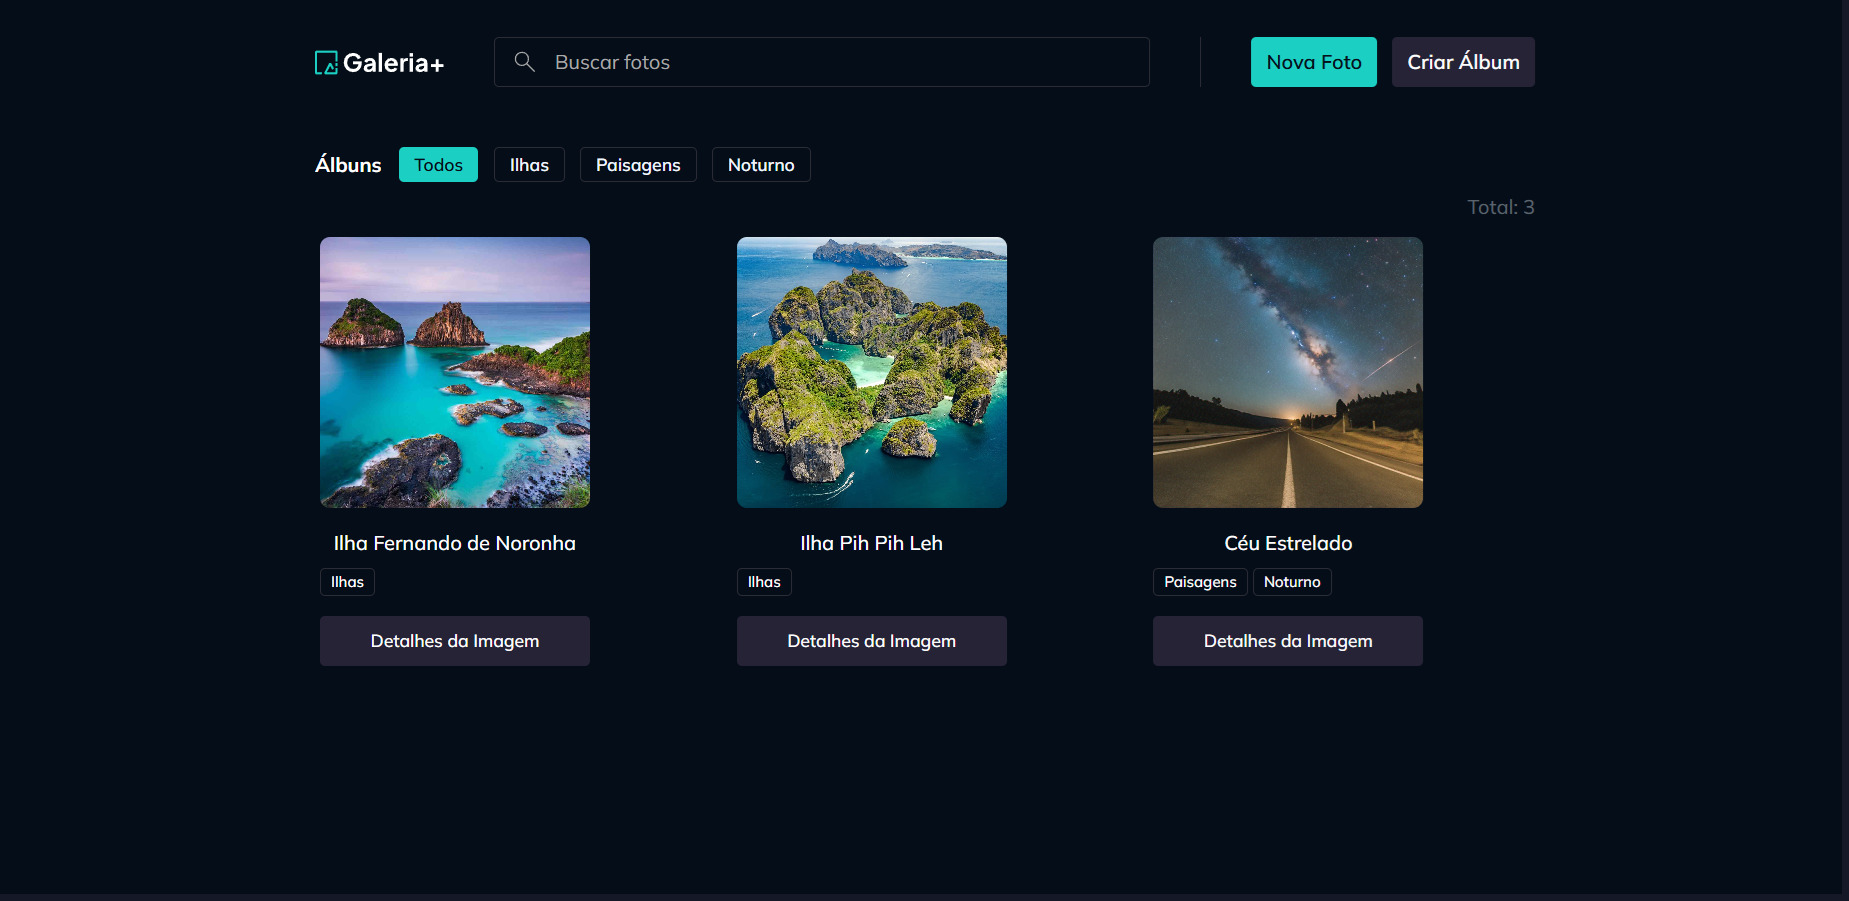 Galeria+ Buscar fotos Nova Foto Criar Álbum
Álbuns Todos Ilhas Paisagens Noturno
Total: 3
Ilha Fernando de Noronha
Ilhas
Detalhes da Imagem
Ilha Pih Pih Leh
Ilhas
Detalhes da Imagem
Céu Estrelado
Paisagens Noturno
Detalhes da Imagem